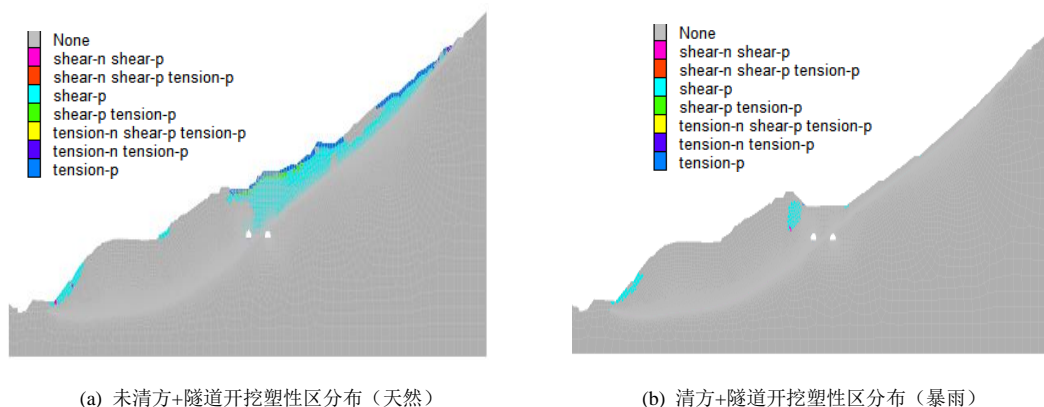 None
shear-n shear-p
shear-n shear-p tension-p
shear-p
shear-p tension-p
tension-n shear-p tension-p
tension-n tension-p
tension-p
None
shear-n shear-p
shear-n shear-p tension-p
shear-p
shear-p tension-p
tension-n shear-p tension-p
tension-n tension-p
tension-p
(a) 未清方+隧道开挖塑性区分布（天然）
(b) 清方+隧道开挖塑性区分布（暴雨）